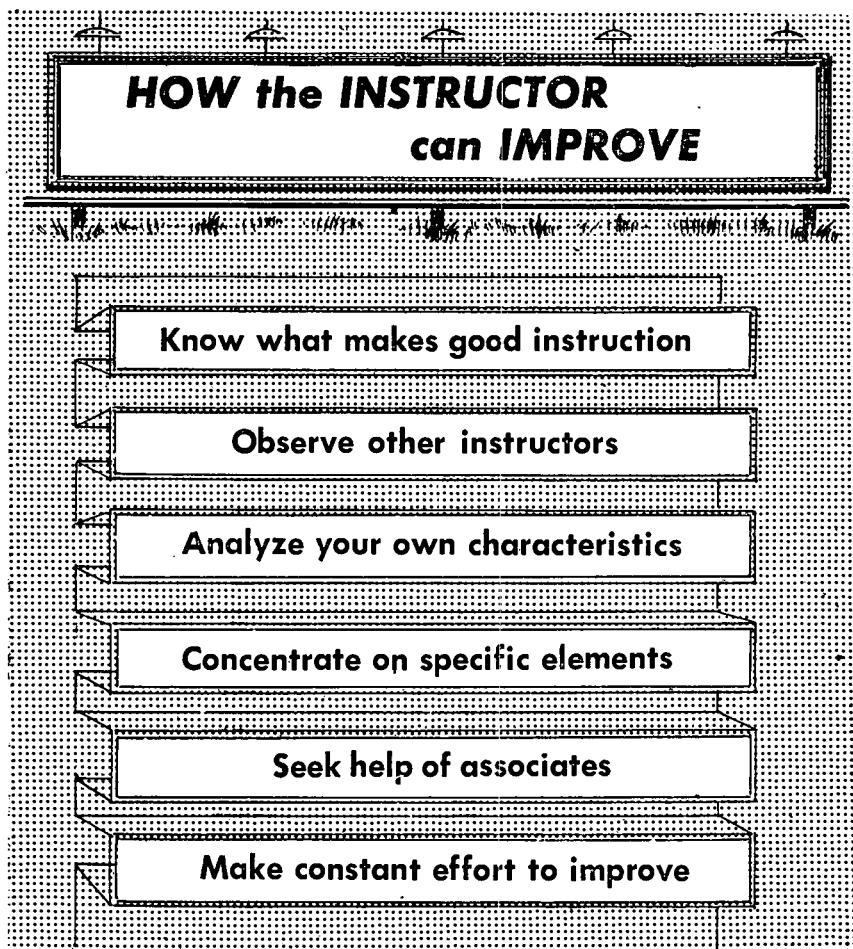 HOW the INSTRUCTOR
can IMPROVE
Know what makes good instruction
Observe other instructors
Analyze your own characteristics
Concentrate on specific elements
Seek help of associates
Make constant effort to improve